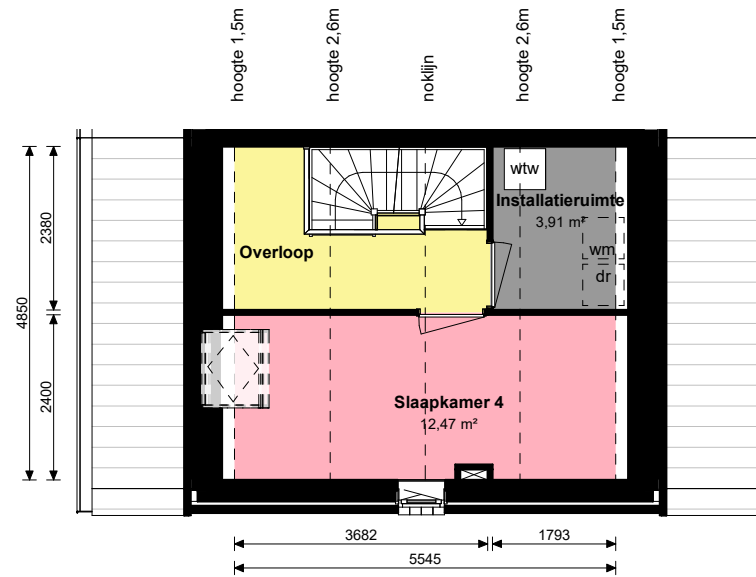 hoogte 1,5m
hoogte 2,6m
noklijn
hoogte 2,6m
hoogte 1,5m
wtw
Installatieruimte
3,91 m²
wm
dr
Overloop
2380
4850
2400
Slaapkamer 4
12,47 m²
3682
1793
5545